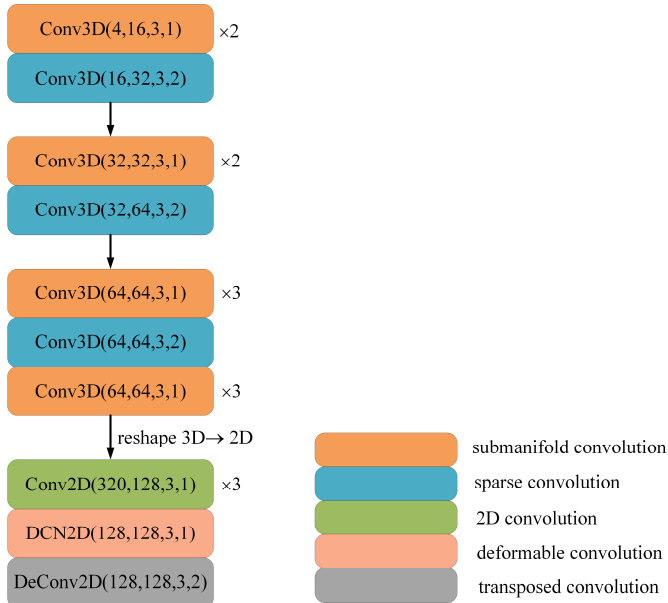 Conv3D(4,16,3,1) ×2
Conv3D(16,32,3,2)
Conv3D(32,32,3,1) ×2
Conv3D(32,64,3,2)
Conv3D(64,64,3,1) ×3
Conv3D(64,64,3,2)
Conv3D(64,64,3,1) ×3
reshape 3D→ 2D
Conv2D(320,128,3,1) ×3
DCN2D(128,128,3,1)
DeConv2D(128,128,3,2)
submanifold convolution
sparse convolution
2D convolution
deformable convolution
transposed convolution